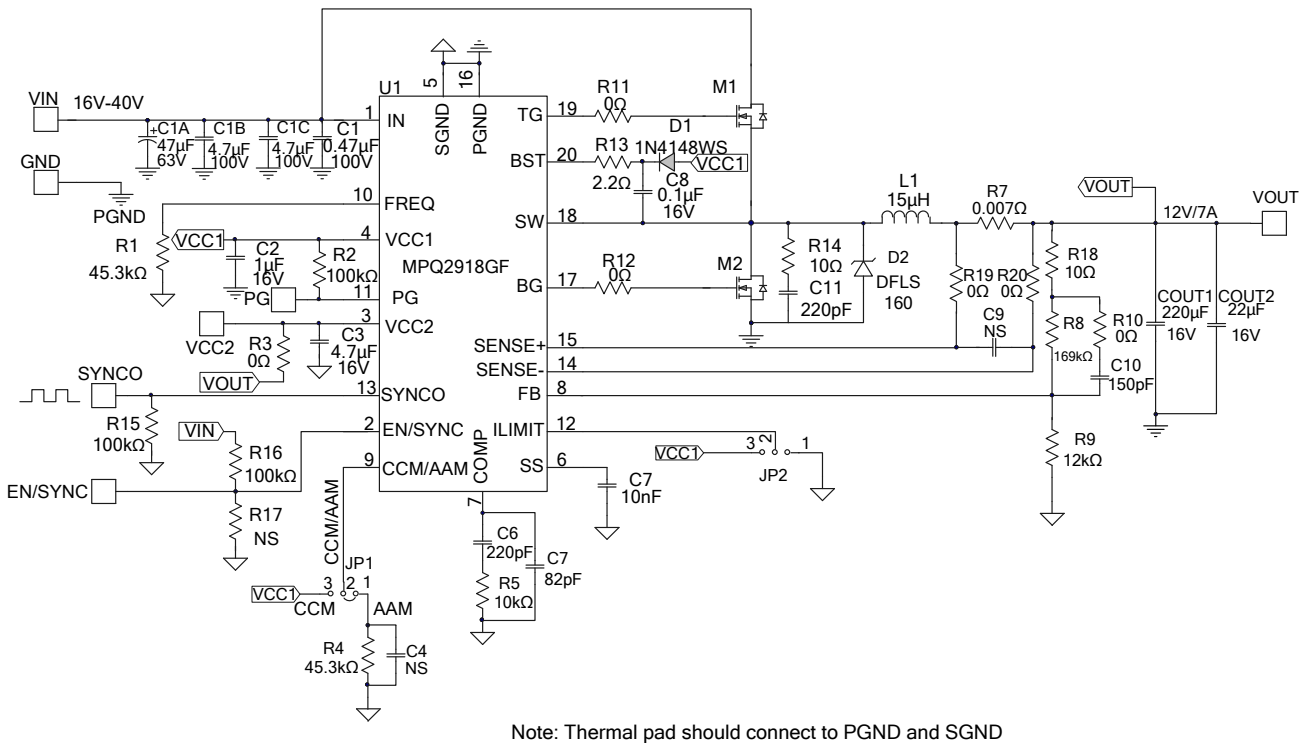 VIN
16V-40V
GND
PGND
C1A
47µF
63V
C1B
4.7µF
100V
C1C
4.7µF
100V
C1
0.47µF
100V
U1
MPQ2918GF
1
IN
5
SGND
16
PGND
10
FREQ
4
VCC1
11
PG
3
VCC2
13
SYNCO
2
EN/SYNC
9
CCM/AAM
7
COMP
TG
19
BST
20
SW
18
BG
17
SENSE+
15
SENSE-
14
FB
8
ILIMIT
12
SS
6
R1
45.3kΩ
VCC1
C2
1µF
16V
R2
100kΩ
PG
VCC2
R3
0Ω
VOUT
C3
4.7µF
16V
SYNCO
R15
100kΩ
VIN
R16
100kΩ
EN/SYNC
R17
NS
CCM/AAM
JP1
VCC1
3
2
1
CCM
AAM
R4
45.3kΩ
C4
NS
C6
220pF
R5
10kΩ
C7
82pF
R11
0Ω
M1
R13
2.2Ω
D1
1N4148WS
VCC1
C8
0.1µF
16V
R12
0Ω
M2
R14
10Ω
C11
220pF
D2
DFLS
160
L1
15µH
R7
0.007Ω
R19
0Ω
R20
0Ω
C9
NS
VOUT
12V/7A
VOUT
R18
10Ω
R8
169kΩ
R10
0Ω
C10
150pF
R9
12kΩ
COUT1
220µF
16V
COUT2
22µF
16V
VCC1
3
2
1
JP2
C7
10nF
Note: Thermal pad should connect to PGND and SGND